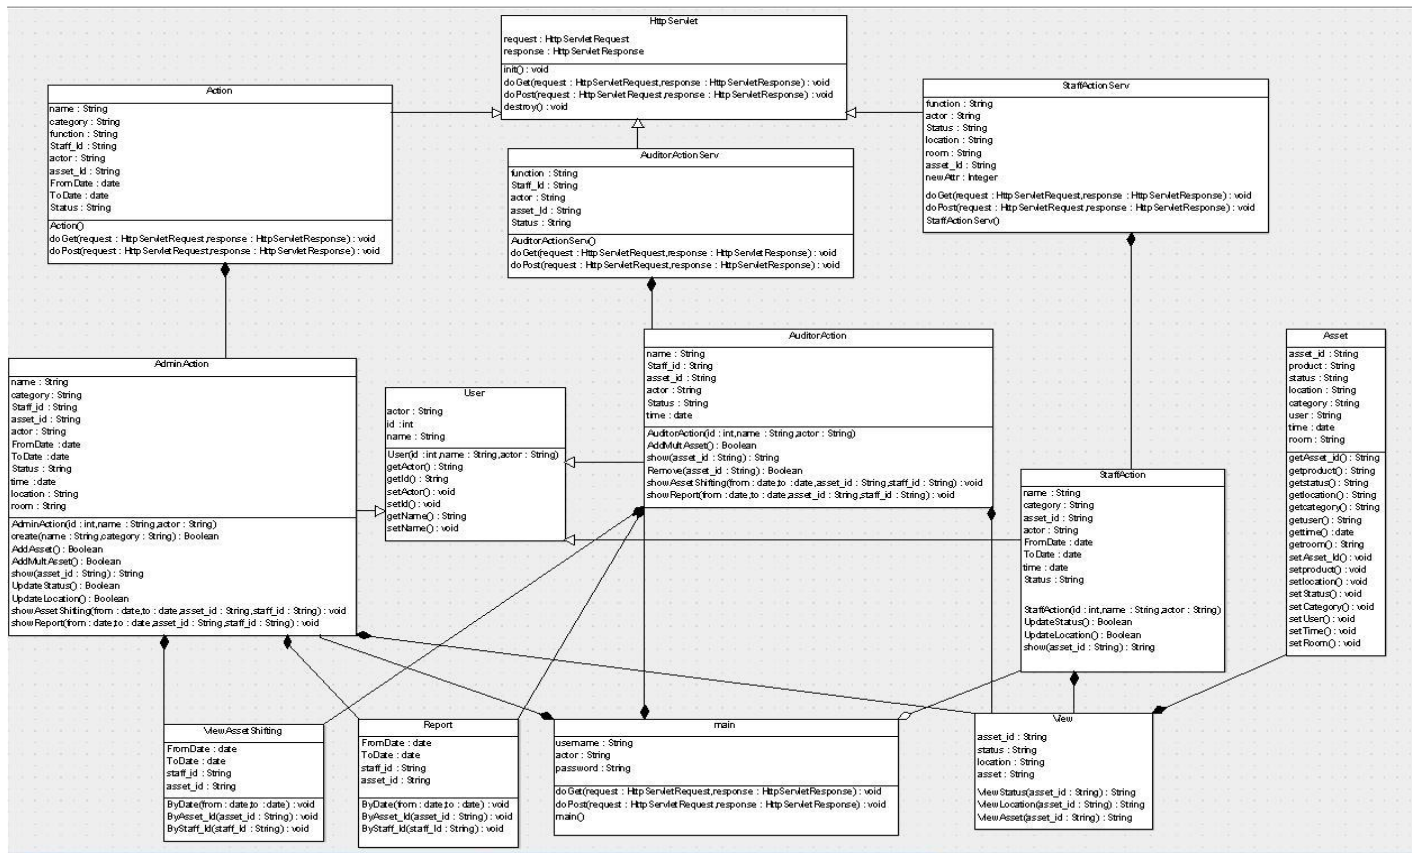 HttpServlet
request : HttpServletRequest
response : HttpServletResponse
init() : void
doGet(request : HttpServletRequest,response : HttpServletResponse) : void
doPost(request : HttpServletRequest,response : HttpServletResponse) : void
destroy() : void
Action
name : String
category : String
function : String
Staff_Id : String
actor : String
asset_Id : String
FromDate : date
ToDate : date
Status : String
Action()
doGet(request : HttpServletRequest,response : HttpServletResponse) : void
doPost(request : HttpServletRequest,response : HttpServletResponse) : void
AuditorActionServ
function : String
Staff_Id : String
actor : String
asset_Id : String
Status : String
AuditorActionServ()
doGet(request : HttpServletRequest,response : HttpServletResponse) : void
doPost(request : HttpServletRequest,response : HttpServletResponse) : void
StaffActionServ
function : String
actor : String
Status : String
location : String
room : String
asset_Id : String
newAttr : Integer
doGet(request : HttpServletRequest,response : HttpServletResponse) : void
doPost(request : HttpServletRequest,response : HttpServletResponse) : void
StaffActionServ()
AdminAction
name : String
category : String
Staff_id : String
asset_id : String
actor : String
FromDate : date
ToDate : date
Status : String
time : date
location : String
room : String
AdminAction(id : int,name : String,actor : String)
create(name : String,category : String) : Boolean
AddAsset() : Boolean
AddMultAsset() : Boolean
show(asset_id : String) : String
UpdateStatus() : Boolean
UpdateLocation() : Boolean
showAssetShifting(from : date,to : date,asset_id : String,staff_id : String) : void
showReport(from : date,to : date,asset_id : String,staff_id : String) : void
User
actor : String
id : int
name : String
User(id : int,name : String,actor : String)
getActor() : String
getId() : String
setActor() : void
setId() : void
getName() : String
setName() : void
AuditorAction
name : String
Staff_id : String
asset_id : String
actor : String
Status : String
time : date
AuditorAction(id : int,name : String,actor : String)
AddMultAsset() : Boolean
show(asset_id : String) : String
Remove(asset_id : String) : Boolean
showAssetShifting(from : date,to : date,asset_id : String,staff_id : String) : void
showReport(from : date,to : date,asset_id : String,staff_id : String) : void
StaffAction
name : String
category : String
asset_id : String
actor : String
FromDate : date
ToDate : date
time : date
Status : String
StaffAction(id : int,name : String,actor : String)
UpdateStatus() : Boolean
UpdateLocation() : Boolean
show(asset_id : String) : String
Asset
asset_id : String
product : String
status : String
location : String
category : String
user : String
time : date
room : String
getAsset_id() : String
getproduct() : String
getstatus() : String
getlocation() : String
getcategory() : String
getuser() : String
gettime() : date
getroom() : String
setAsset_Id() : void
setproduct() : void
setlocation() : void
setStatus() : void
setCategory() : void
setUser() : void
setTime() : void
setRoom() : void
ViewAssetShifting
FromDate : date
ToDate : date
staff_id : String
asset_id : String
ByDate(from : date,to : date) : void
ByAsset_Id(asset_id : String) : void
ByStaff_Id(staff_Id : String) : void
Report
FromDate : date
ToDate : date
staff_id : String
asset_id : String
ByDate(from : date,to : date) : void
ByAsset_Id(asset_id : String) : void
ByStaff_Id(staff_Id : String) : void
main
username : String
actor : String
password : String
doGet(request : HttpServletRequest,response : HttpServletResponse) : void
doPost(request : HttpServletRequest,response : HttpServletResponse) : void
main()
View
asset_id : String
status : String
location : String
asset : String
ViewStatus(asset_id : String) : String
ViewLocation(asset_id : String) : String
ViewAsset(asset_id : String) : String